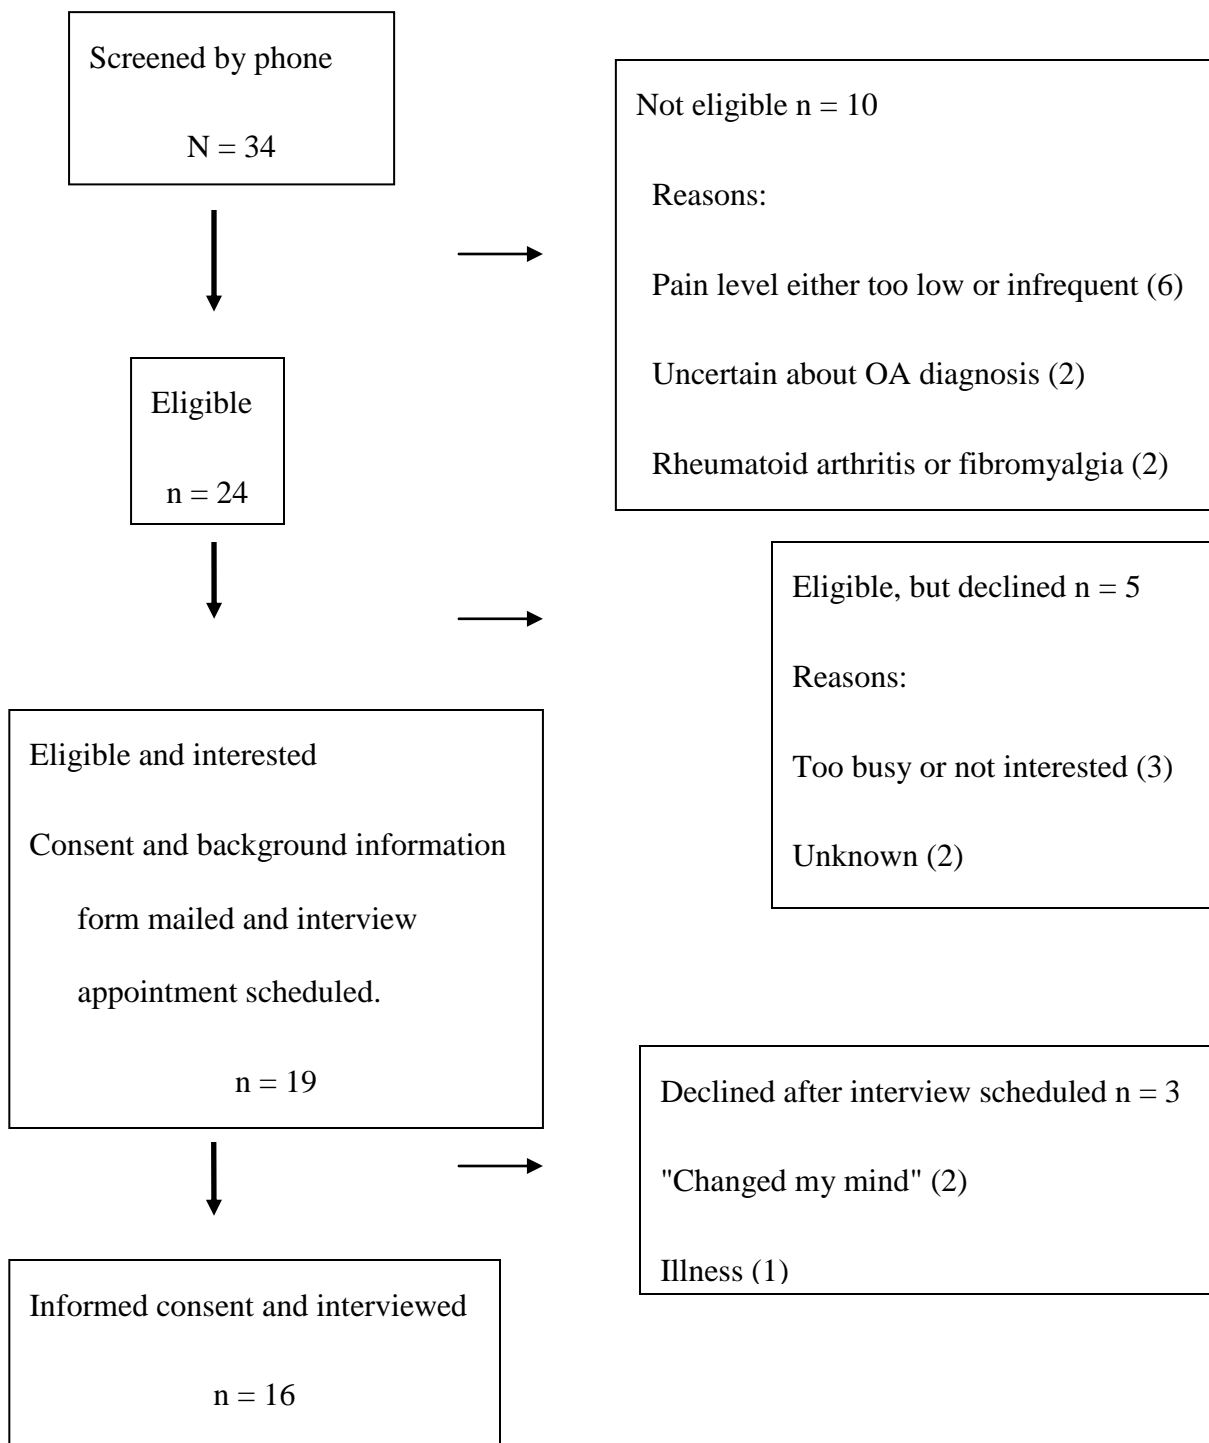 Screened by phone
N = 34
Not eligible n = 10
Reasons:
Pain level either too low or infrequent (6)
Uncertain about OA diagnosis (2)
Rheumatoid arthritis or fibromyalgia (2)
Eligible
n = 24
Eligible, but declined n = 5
Reasons:
Too busy or not interested (3)
Unknown (2)
Eligible and interested
Consent and background information
form mailed and interview
appointment scheduled.
n = 19
Declined after interview scheduled n = 3
"Changed my mind" (2)
Illness (1)
Informed consent and interviewed
n = 16